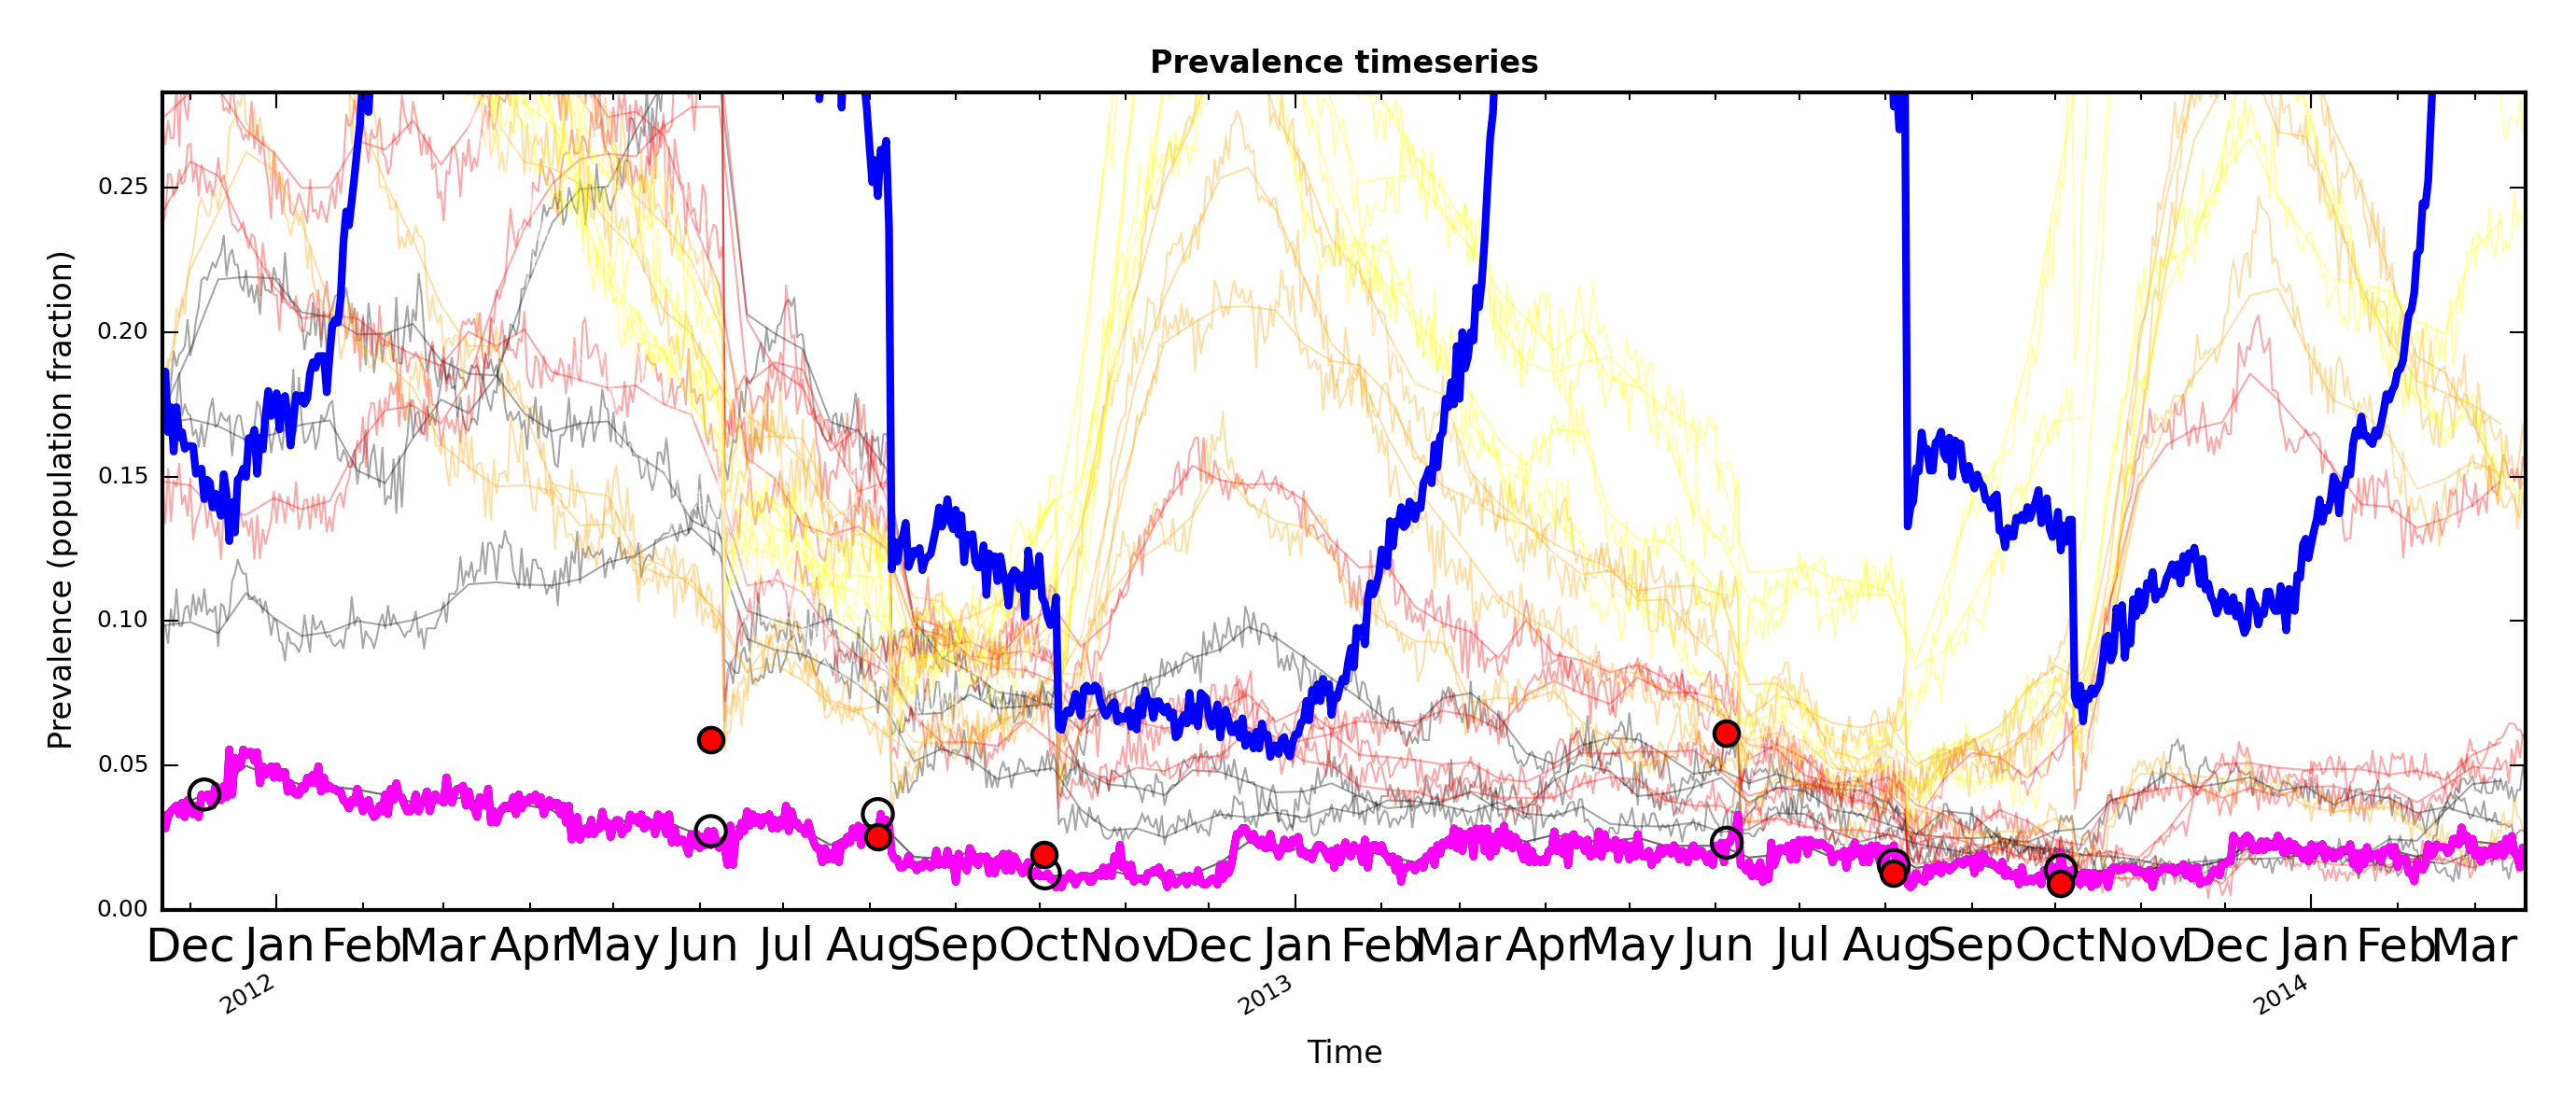 Prevalence timeseries
Prevalence (population fraction)
0.25
0.20
0.15
0.10
0.05
0.00
Dec Jan Feb Mar Apr May Jun Jul Aug Sep Oct Nov Dec Jan Feb Mar Apr May Jun Jul Aug Sep Oct Nov Dec Jan Feb Mar
2012 2013 2014
Time